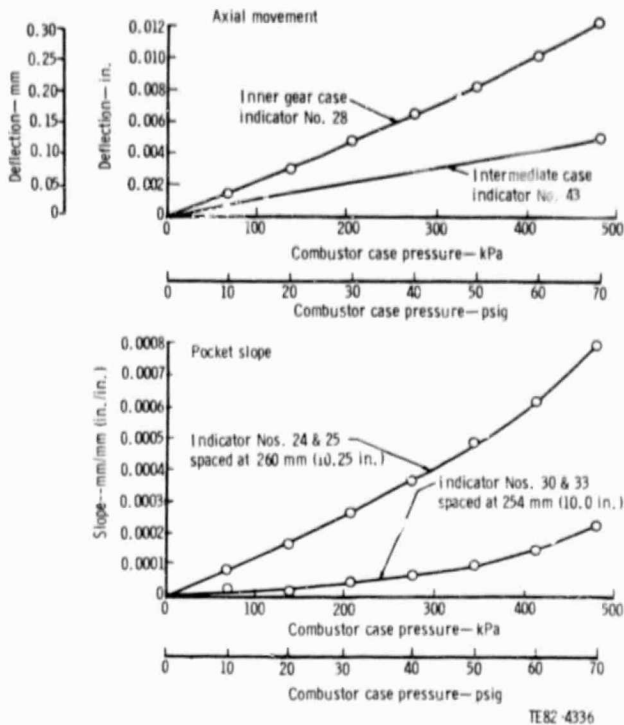 Axial movement
0.30
0.25
0.20
0.15
0.10
0.05
0
Deflection—mm
0.012
0.010
0.008
0.006
0.004
0.002
0
Deflection—in.
Inner gear case
indicator No. 28
Intermediate case
indicator No. 43
100 200 300 400 500
Combustor case pressure—kPa
0 10 20 30 40 50 60 70
Combustor case pressure—psig
Pocket slope
0.0008
0.0007
0.0006
0.0005
0.0004
0.0003
0.0002
0.0001
0
Slope--mm/mm (in./in.)
Indicator Nos. 24 & 25
spaced at 260 mm (10.25 in.)
Indicator Nos. 30 & 33
spaced at 254 mm (10.0 in.)
100 200 300 400 500
Combustor case pressure—kPa
0 10 20 30 40 50 60 70
Combustor case pressure—psig
TE82-4336